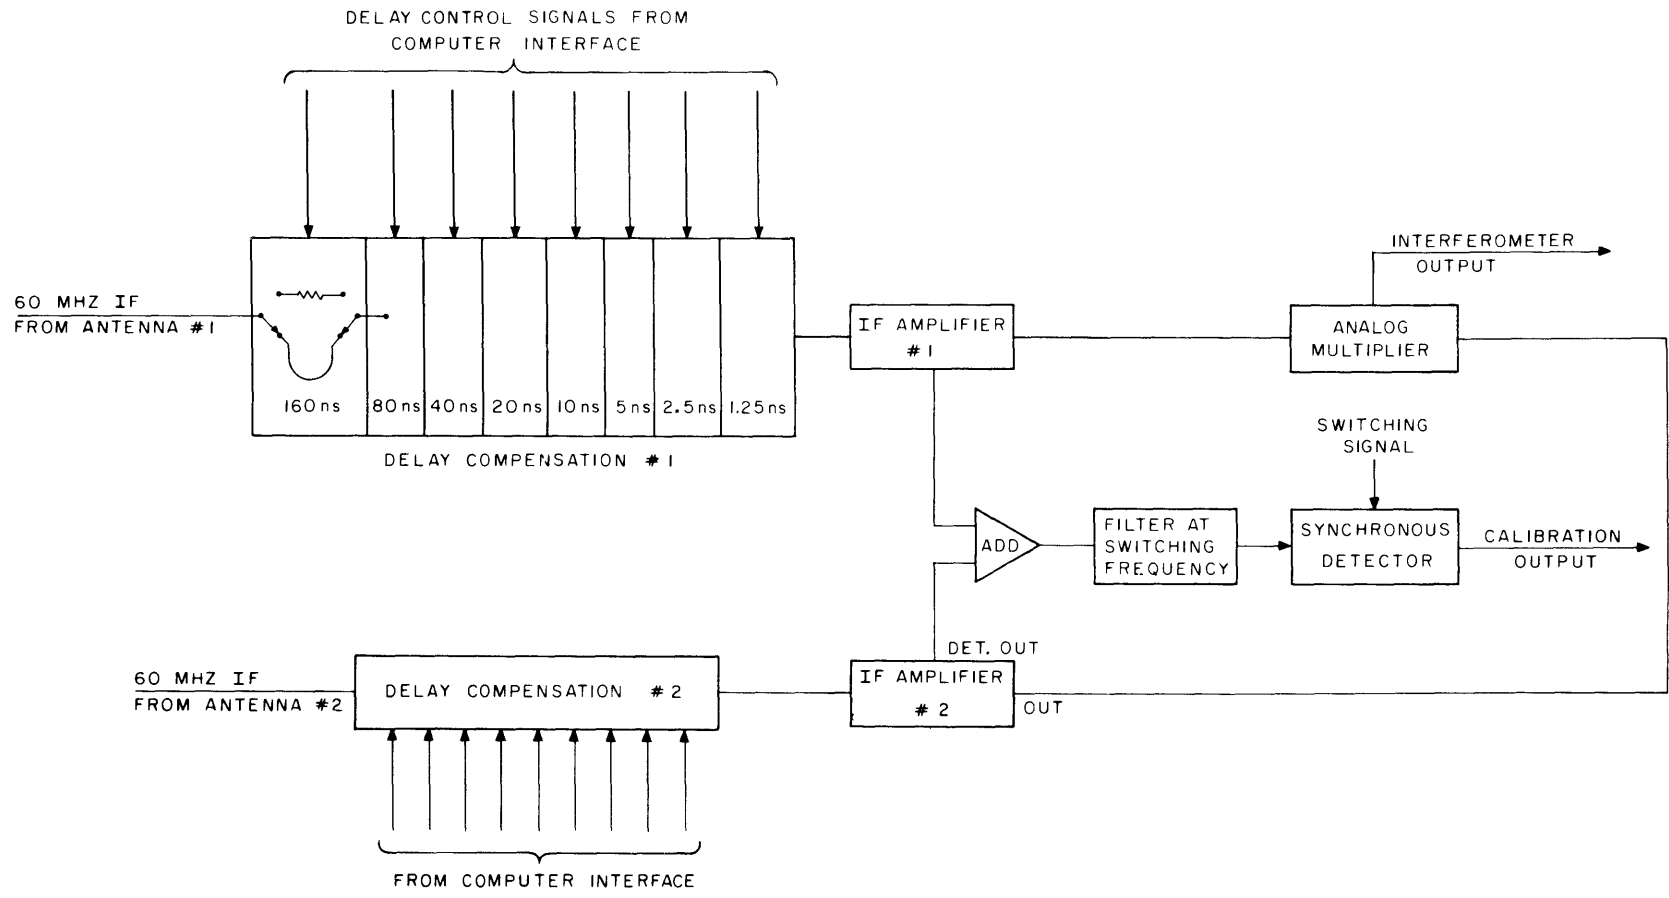 DELAY CONTROL SIGNALS FROM
COMPUTER INTERFACE
60 MHZ IF
FROM ANTENNA #1
160ns 80ns 40ns 20ns 10ns 5ns 2.5ns 1.25ns
DELAY COMPENSATION #1
IF AMPLIFIER
#1
INTERFEROMETER
OUTPUT
ANALOG
MULTIPLIER
SWITCHING
SIGNAL
ADD
FILTER AT
SWITCHING
FREQUENCY
SYNCHRONOUS
DETECTOR
CALIBRATION
OUTPUT
60 MHZ IF
FROM ANTENNA #2
DELAY COMPENSATION #2
DET. OUT
IF AMPLIFIER
#2
OUT
FROM COMPUTER INTERFACE